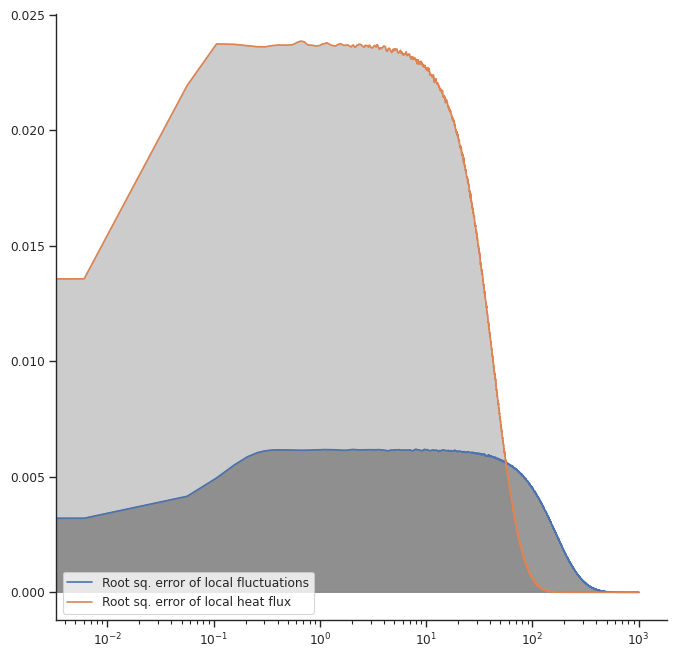 0.025
0.020
0.015
0.010
0.005
0.000
Root sq. error of local fluctuations
Root sq. error of local heat flux
10⁻² 10⁻¹ 10⁰ 10¹ 10² 10³